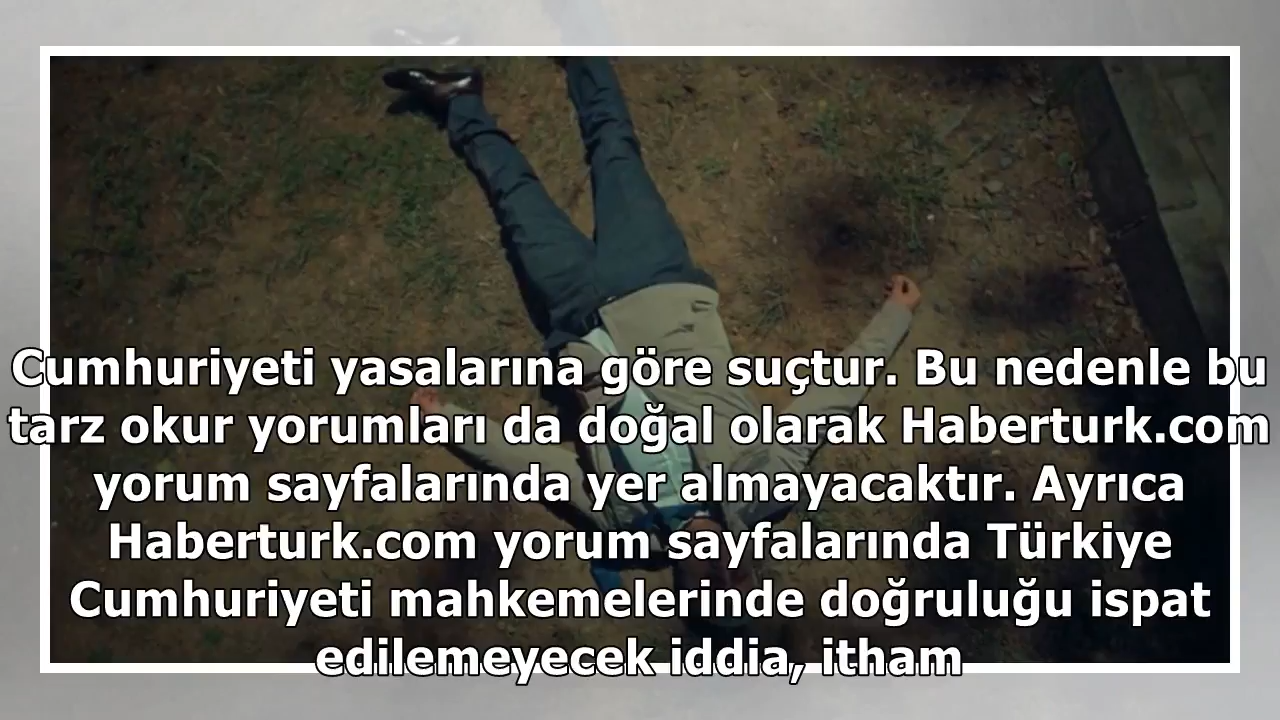 Cumhuriyeti yasalarına göre suçtur. Bu nedenle bu
tarz okur yorumları da doğal olarak Haberturk.com
yorum sayfalarında yer almayacaktır. Ayrıca
Haberturk.com yorum sayfalarında Türkiye
Cumhuriyeti mahkemelerinde doğruluğu ispat
edilemeyecek iddia, itham